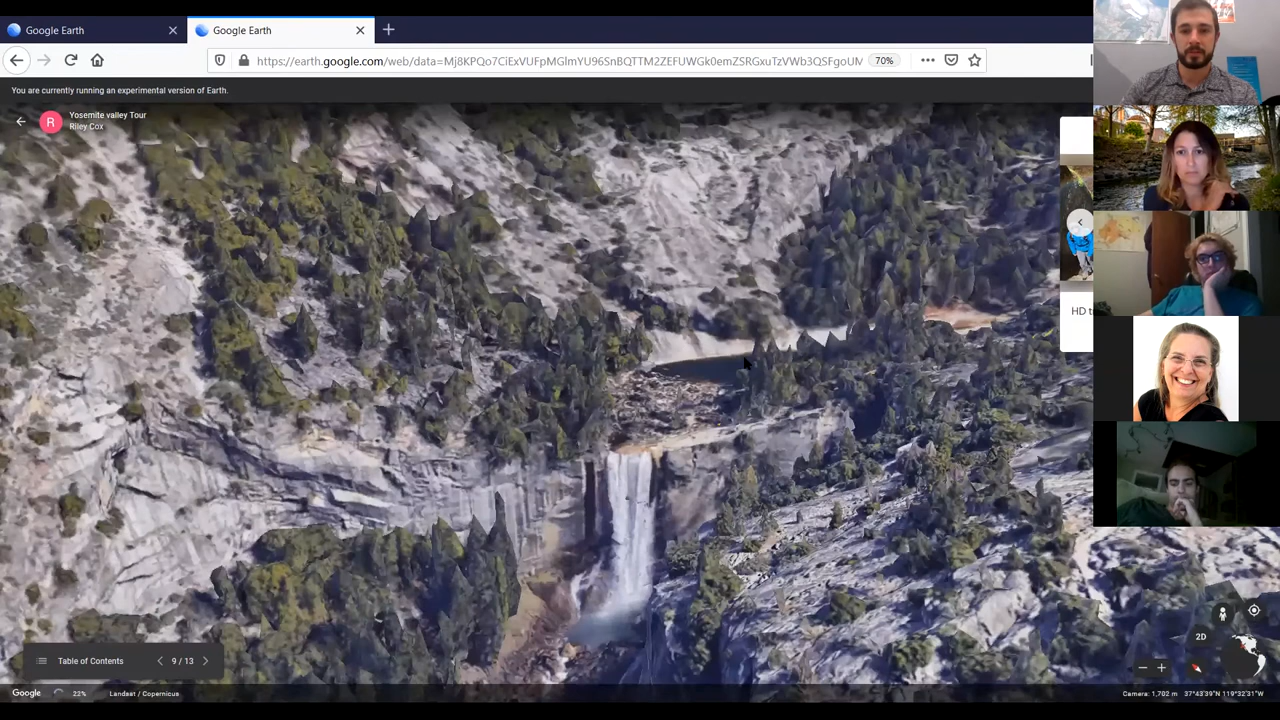 Google Earth
Google Earth
https://earth.google.com/web/data=Mj8KPQo7CiExVUFpMGlmYU96SnBQTTM2ZEFUWGk0emZSRGxuTzVWb3QSFgoUM
70%
You are currently running an experimental version of Earth.
R
Yosemite valley Tour
Riley Cox
HD t
Table of Contents
9 / 13
2D
Google
22%
Landsat / Copernicus
Camera: 1,702 m
37°43'39"N 119°32'31"W